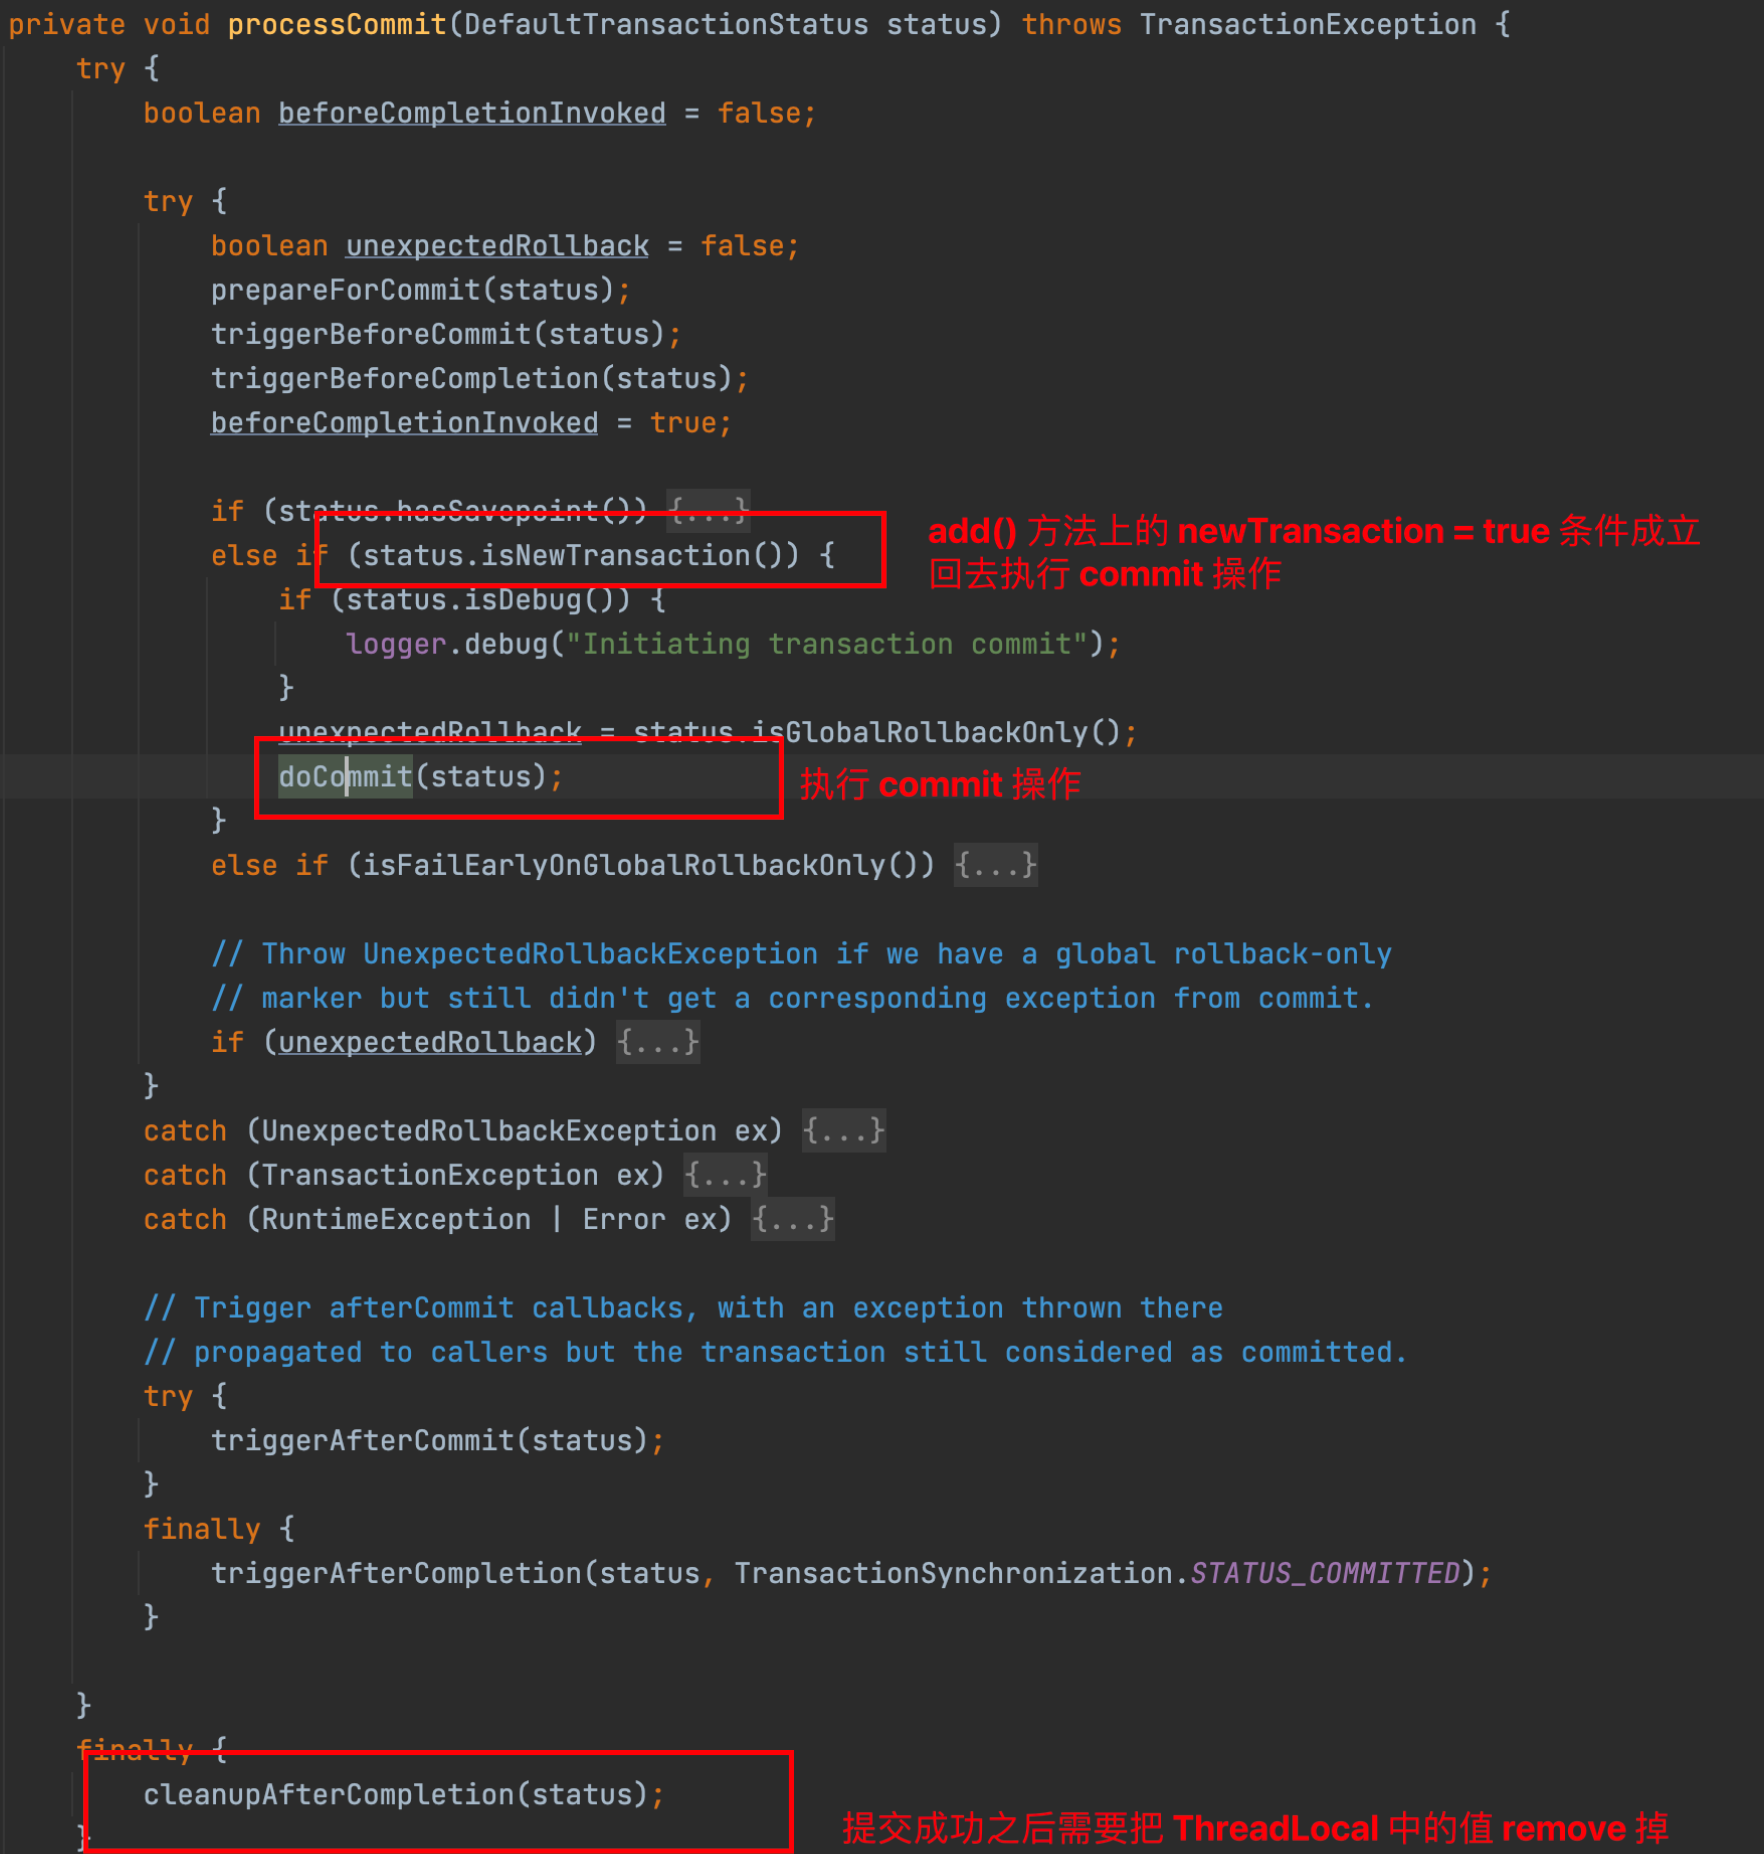 private void processCommit(DefaultTransactionStatus status) throws TransactionException {
try {
boolean beforeCompletionInvoked = false;
try {
boolean unexpectedRollback = false;
prepareForCommit(status);
triggerBeforeCommit(status);
triggerBeforeCompletion(status);
beforeCompletionInvoked = true;
if (status.hasSavepoint()) {...}
else if (status.isNewTransaction()) {
add() 方法上的 newTransaction = true 条件成立
回去执行 commit 操作
if (status.isDebug()) {
logger.debug("Initiating transaction commit");
}
unexpectedRollback = status.isGlobalRollbackOnly();
doCommit(status);
执行 commit 操作
}
else if (isFailEarlyOnGlobalRollbackOnly()) {...}
// Throw UnexpectedRollbackException if we have a global rollback-only
// marker but still didn't get a corresponding exception from commit.
if (unexpectedRollback) {...}
}
catch (UnexpectedRollbackException ex) {...}
catch (TransactionException ex) {...}
catch (RuntimeException | Error ex) {...}
// Trigger afterCommit callbacks, with an exception thrown there
// propagated to callers but the transaction still considered as committed.
try {
triggerAfterCommit(status);
}
finally {
triggerAfterCompletion(status, TransactionSynchronization.STATUS_COMMITTED);
}
}
finally {
cleanupAfterCompletion(status);
提交成功之后需要把 ThreadLocal 中的值 remove 掉
}